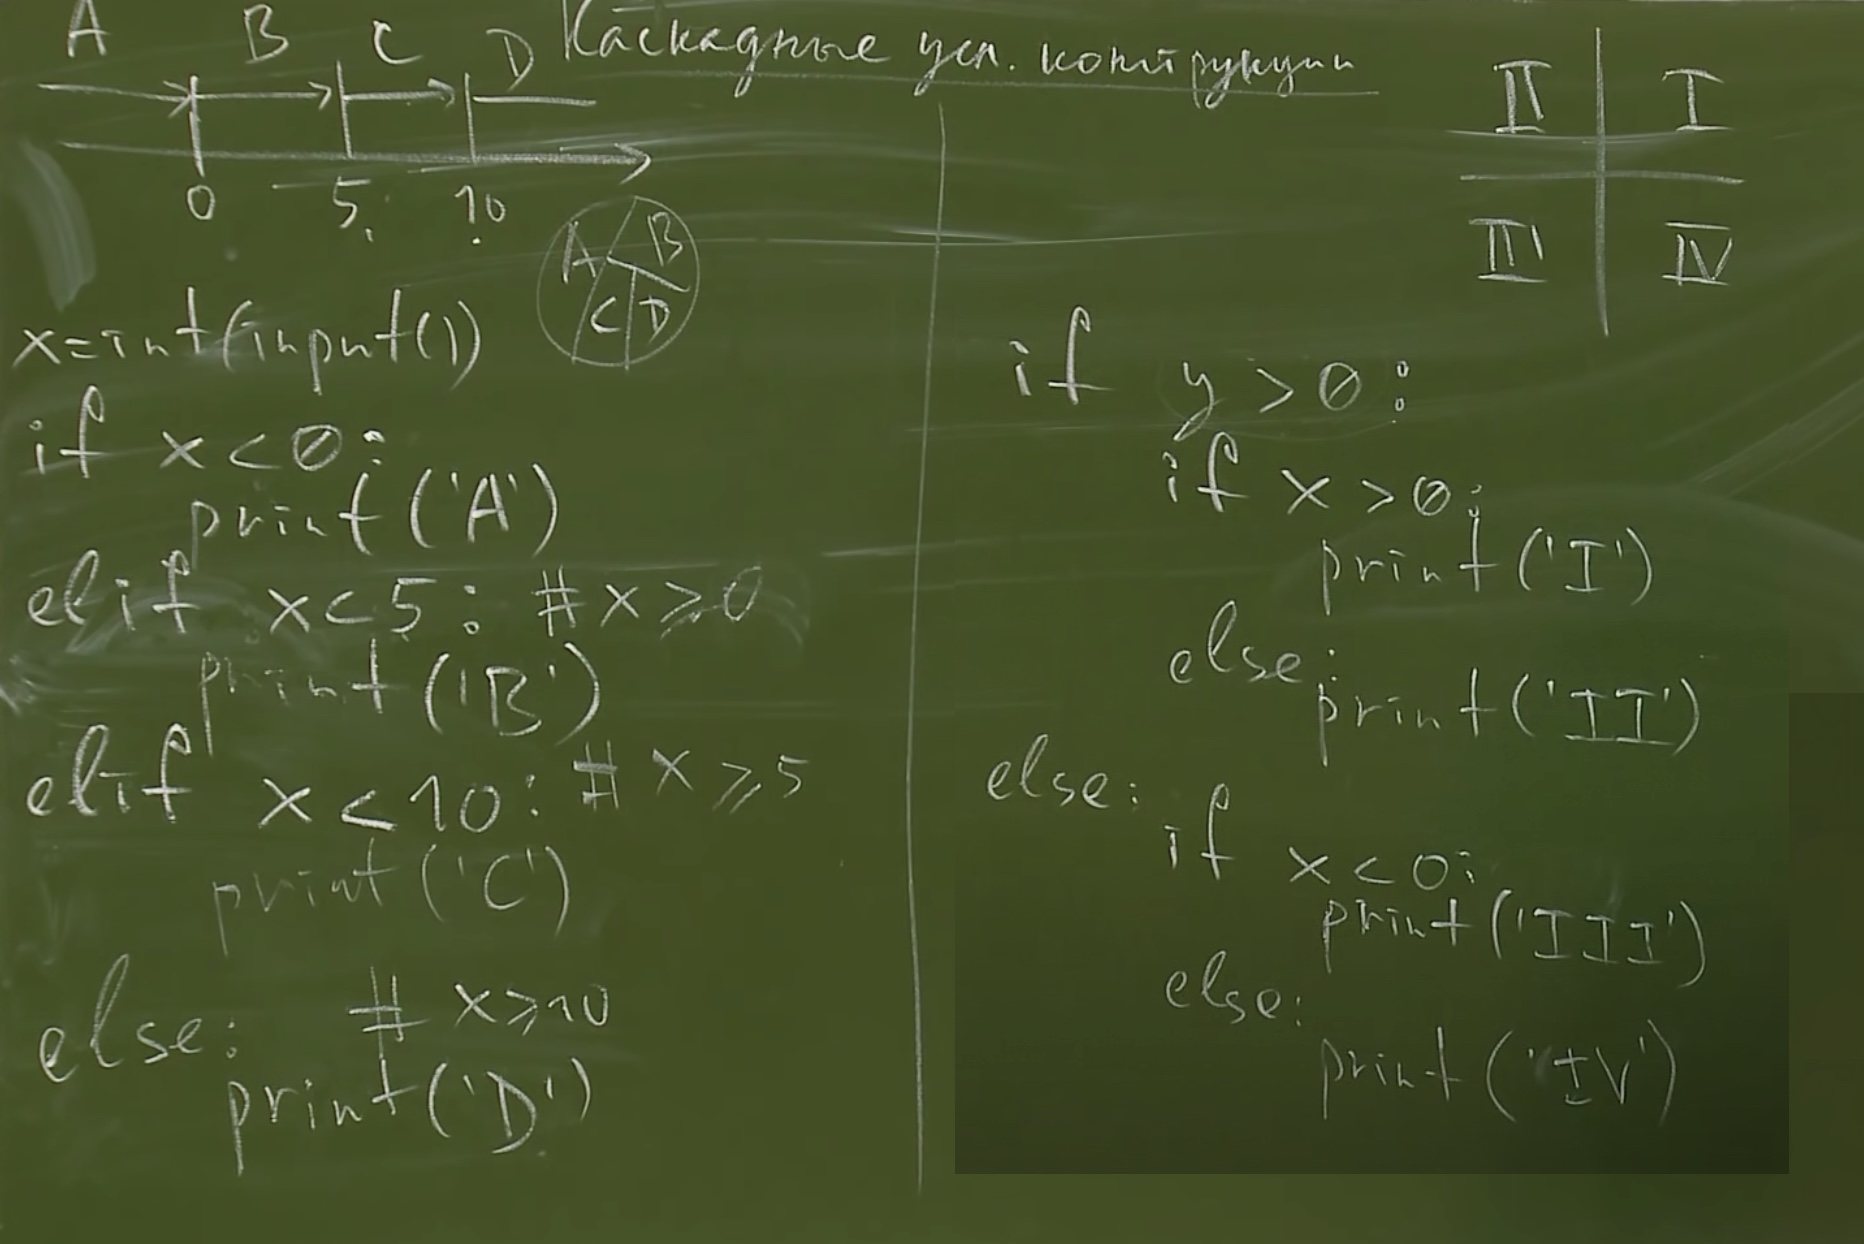 Каскадные усл. конструкции
A B C D
0 5 10
A B
C D
x=int(input())
if x<0:
print('A')
elif x<5: #x⩾0
print('B')
elif x<10: # x⩾5
print('C')
else: # x⩾10
print('D')
II I
III IV
if y>0:
if x>0:
print('I')
else:
print('II')
else:
if x<0:
print('III')
else:
print('IV')